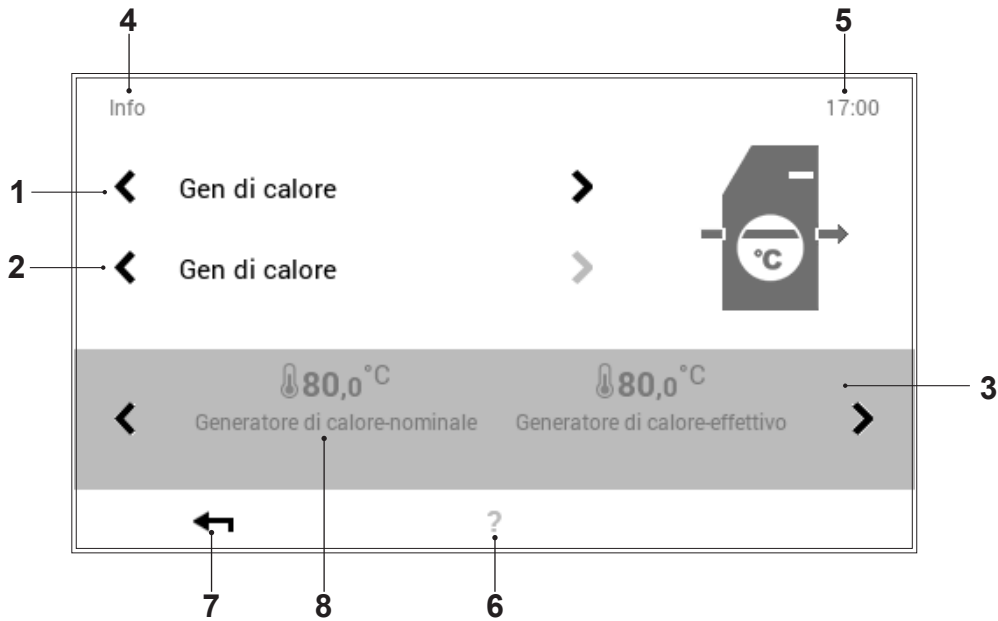 4 5
Info 17:00
1 Gen di calore
2 Gen di calore
°C
80,0°C 80,0°C
3
Generatore di calore-nominale Generatore di calore-effettivo
?
7 8 6